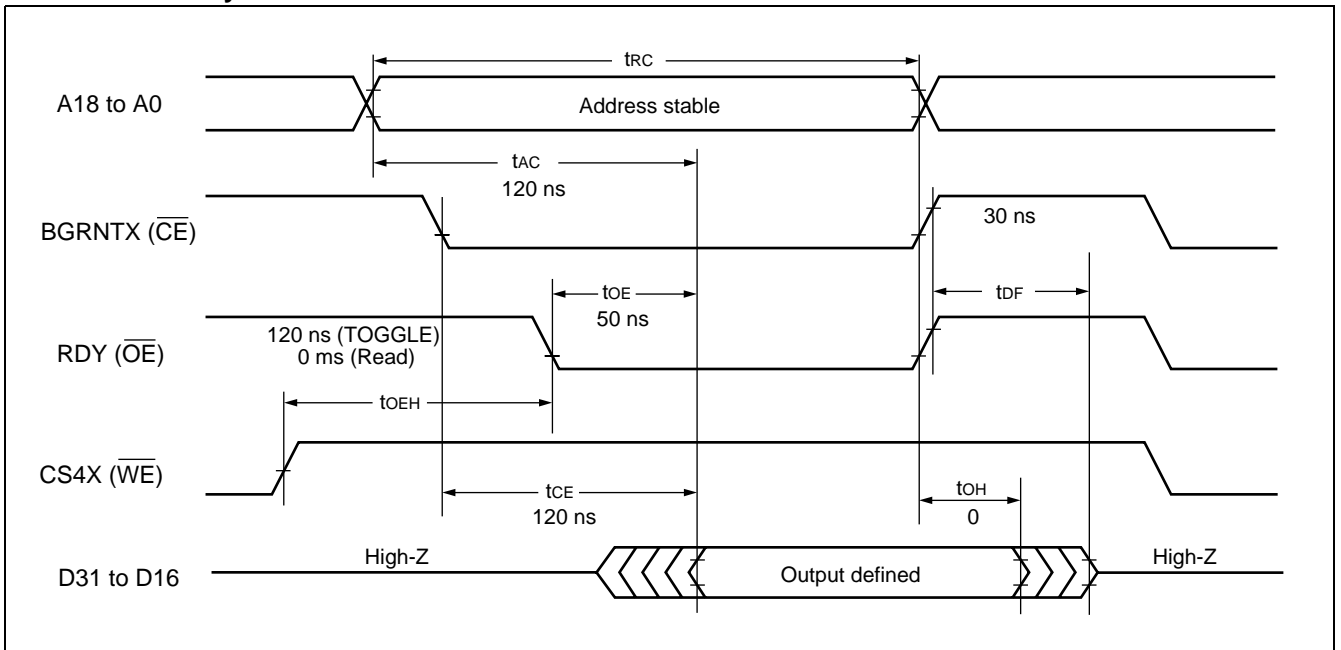 tRC
A18 to A0
Address stable
tAC
120 ns
BGRNTX (CE)
30 ns
tOE
50 ns
tDF
RDY (OE)
120 ns (TOGGLE)
0 ms (Read)
tOEH
CS4X (WE)
tCE
120 ns
tOH
0
D31 to D16
High-Z
Output defined
High-Z